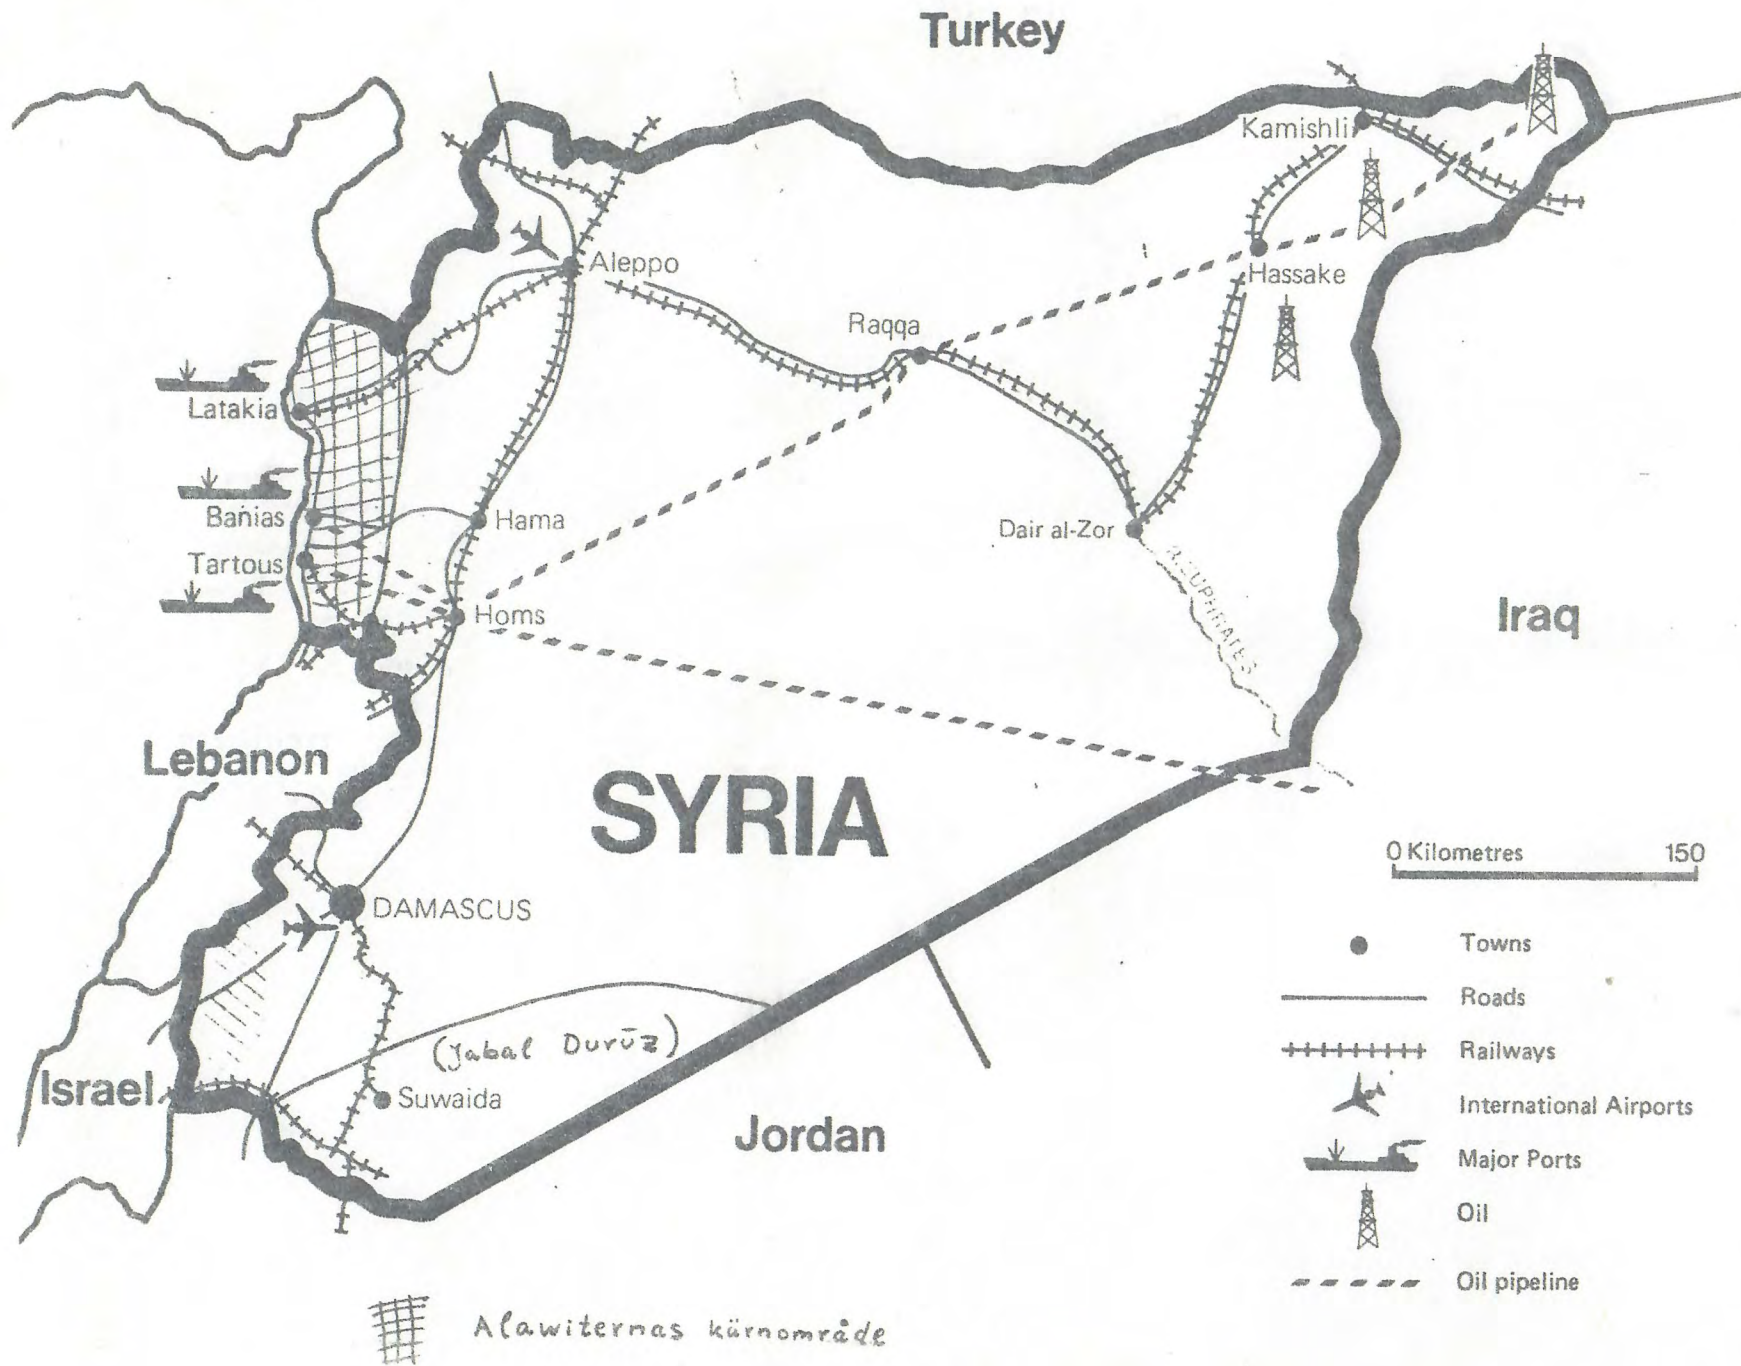 Turkey
Kamishli
Aleppo
Hassake
Raqqa
Latakia
Banias
Hama
Dair al-Zor
Tartous
R. EUPHRATES
Homs
Iraq
Lebanon
SYRIA
0 Kilometres 150
DAMASCUS
Towns
Roads
(Jabal Durūz)
Railways
Israel
Suwaida
International Airports
Jordan
Major Ports
Oil
Oil pipeline
Alawiternas kärnområde